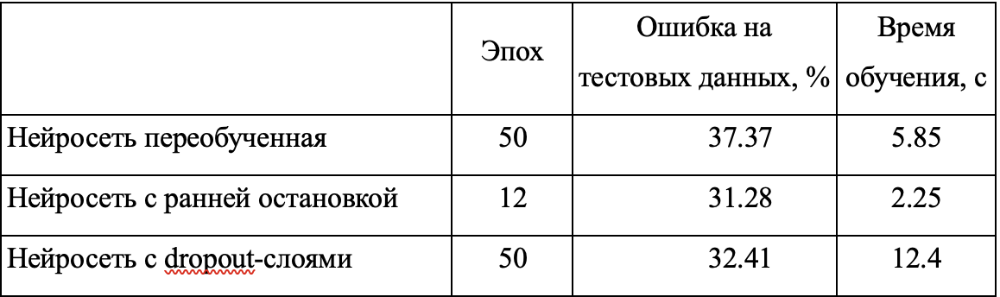 Эпох
Ошибка на
тестовых данных, %
Время
обучения, с
Нейросеть переобученная 50 37.37 5.85
Нейросеть с ранней остановкой 12 31.28 2.25
Нейросеть с dropout-слоями 50 32.41 12.4